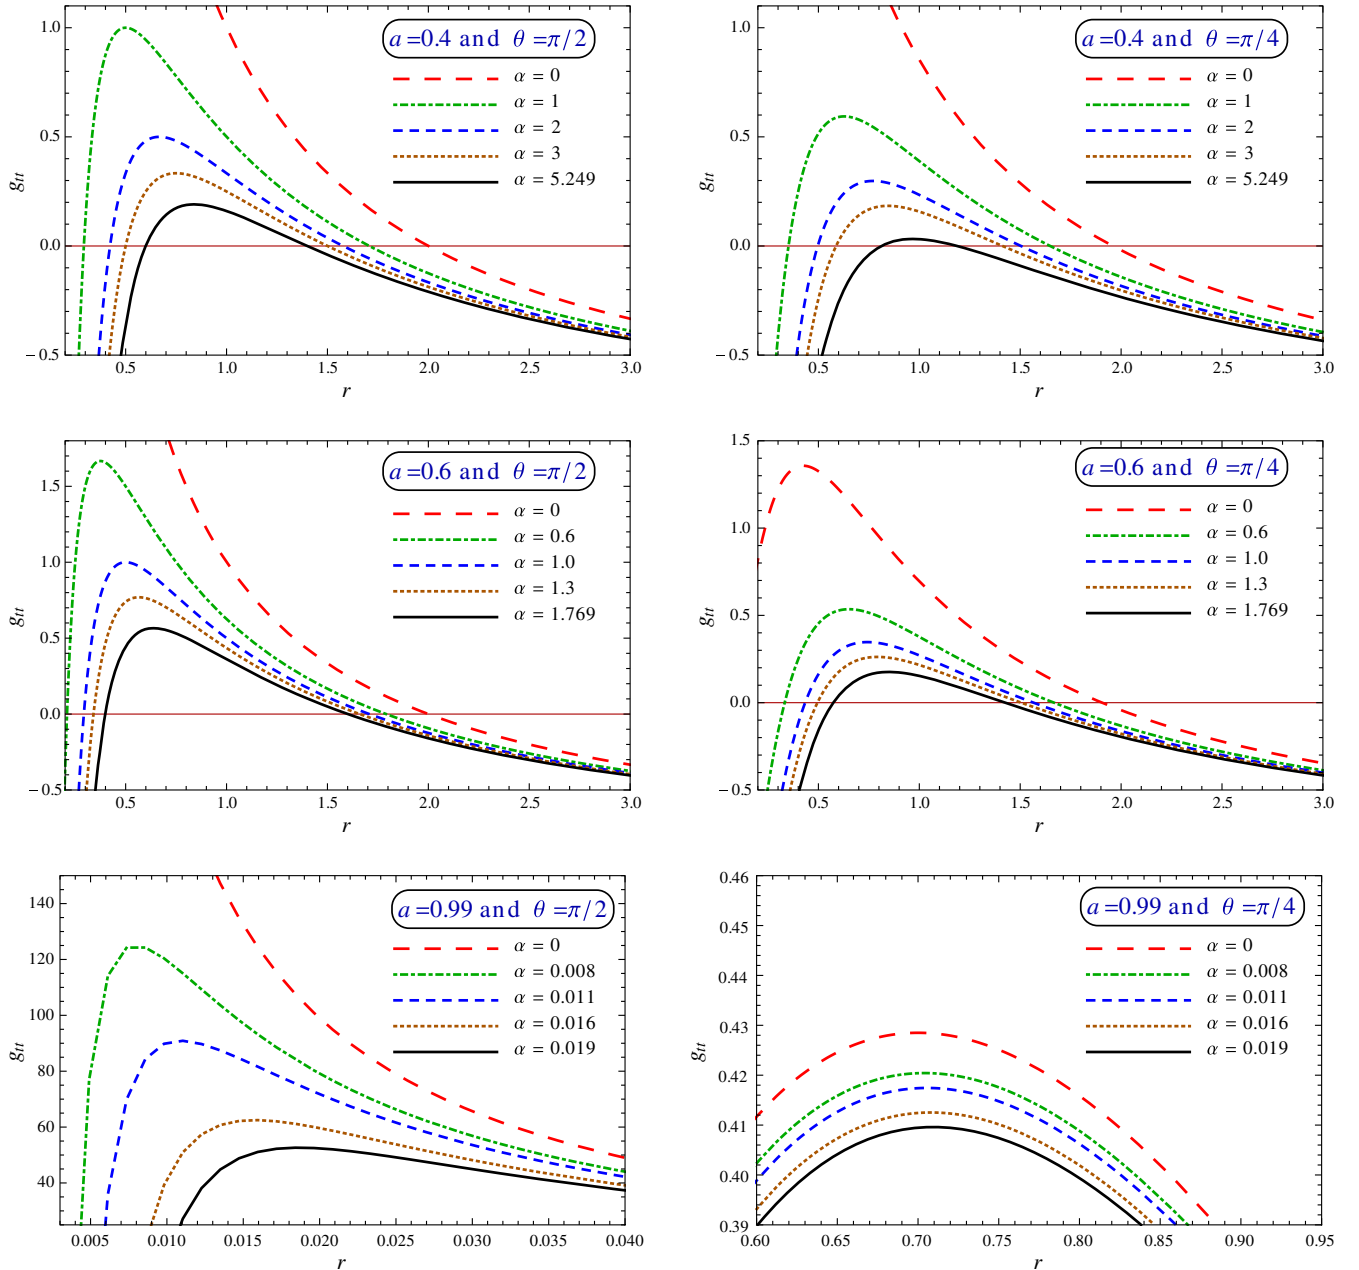 a=0.4 and θ=π/2
α = 0
α = 1
α = 2
α = 3
α = 5.249
1.0
0.5
0.0
−0.5
g_tt
0.5 1.0 1.5 2.0 2.5 3.0
r
a=0.4 and θ=π/4
α = 0
α = 1
α = 2
α = 3
α = 5.249
1.0
0.5
0.0
−0.5
g_tt
0.5 1.0 1.5 2.0 2.5 3.0
r
a=0.6 and θ=π/2
α = 0
α = 0.6
α = 1.0
α = 1.3
α = 1.769
1.5
1.0
0.5
0.0
−0.5
g_tt
0.5 1.0 1.5 2.0 2.5 3.0
r
a=0.6 and θ=π/4
α = 0
α = 0.6
α = 1.0
α = 1.3
α = 1.769
1.5
1.0
0.5
0.0
−0.5
g_tt
0.5 1.0 1.5 2.0 2.5 3.0
r
a=0.99 and θ=π/2
α = 0
α = 0.008
α = 0.011
α = 0.016
α = 0.019
140
120
100
80
60
40
g_tt
0.005 0.010 0.015 0.020 0.025 0.030 0.035 0.040
r
a=0.99 and θ=π/4
α = 0
α = 0.008
α = 0.011
α = 0.016
α = 0.019
0.46
0.45
0.44
0.43
0.42
0.41
0.40
0.39
g_tt
0.60 0.65 0.70 0.75 0.80 0.85 0.90 0.95
r